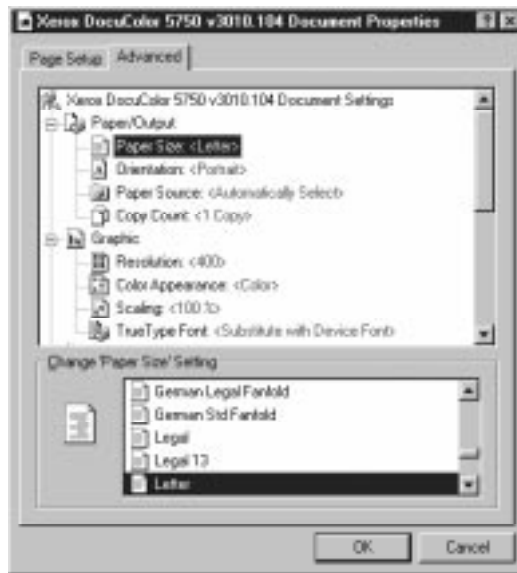 Xerox DocuColor 5750 v3010.104 Document Properties
Page Setup Advanced
Xerox DocuColor 5750 v3010.104 Document Settings
Paper/Output
Paper Size: <Letter>
Orientation: <Portrait>
Paper Source: <Automatically Select>
Copy Count: <1 Copy>
Graphic
Resolution: <400>
Color Appearance: <Color>
Scaling: <100 %>
TrueType Font: <Substitute with Device Font>
Change 'Paper Size' Setting
German Legal Fanfold
German Std Fanfold
Legal
Legal 13
Letter
OK Cancel